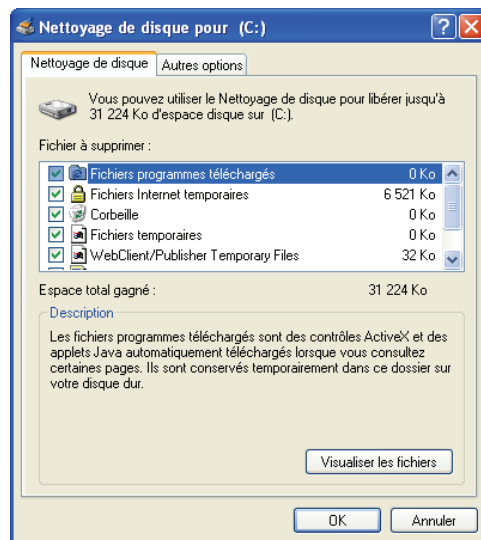 Nettoyage de disque pour (C:)
Nettoyage de disque Autres options
Vous pouvez utiliser le Nettoyage de disque pour libérer jusqu'à
31 224 Ko d'espace disque sur (C:).
Fichier à supprimer :
Fichiers programmes téléchargés 0 Ko
Fichiers Internet temporaires 6 521 Ko
Corbeille 0 Ko
Fichiers temporaires 0 Ko
WebClient/Publisher Temporary Files 32 Ko
Espace total gagné : 31 224 Ko
Description
Les fichiers programmes téléchargés sont des contrôles ActiveX et des
applets Java automatiquement téléchargés lorsque vous consultez
certaines pages. Ils sont conservés temporairement dans ce dossier sur
votre disque dur.
Visualiser les fichiers
OK Annuler